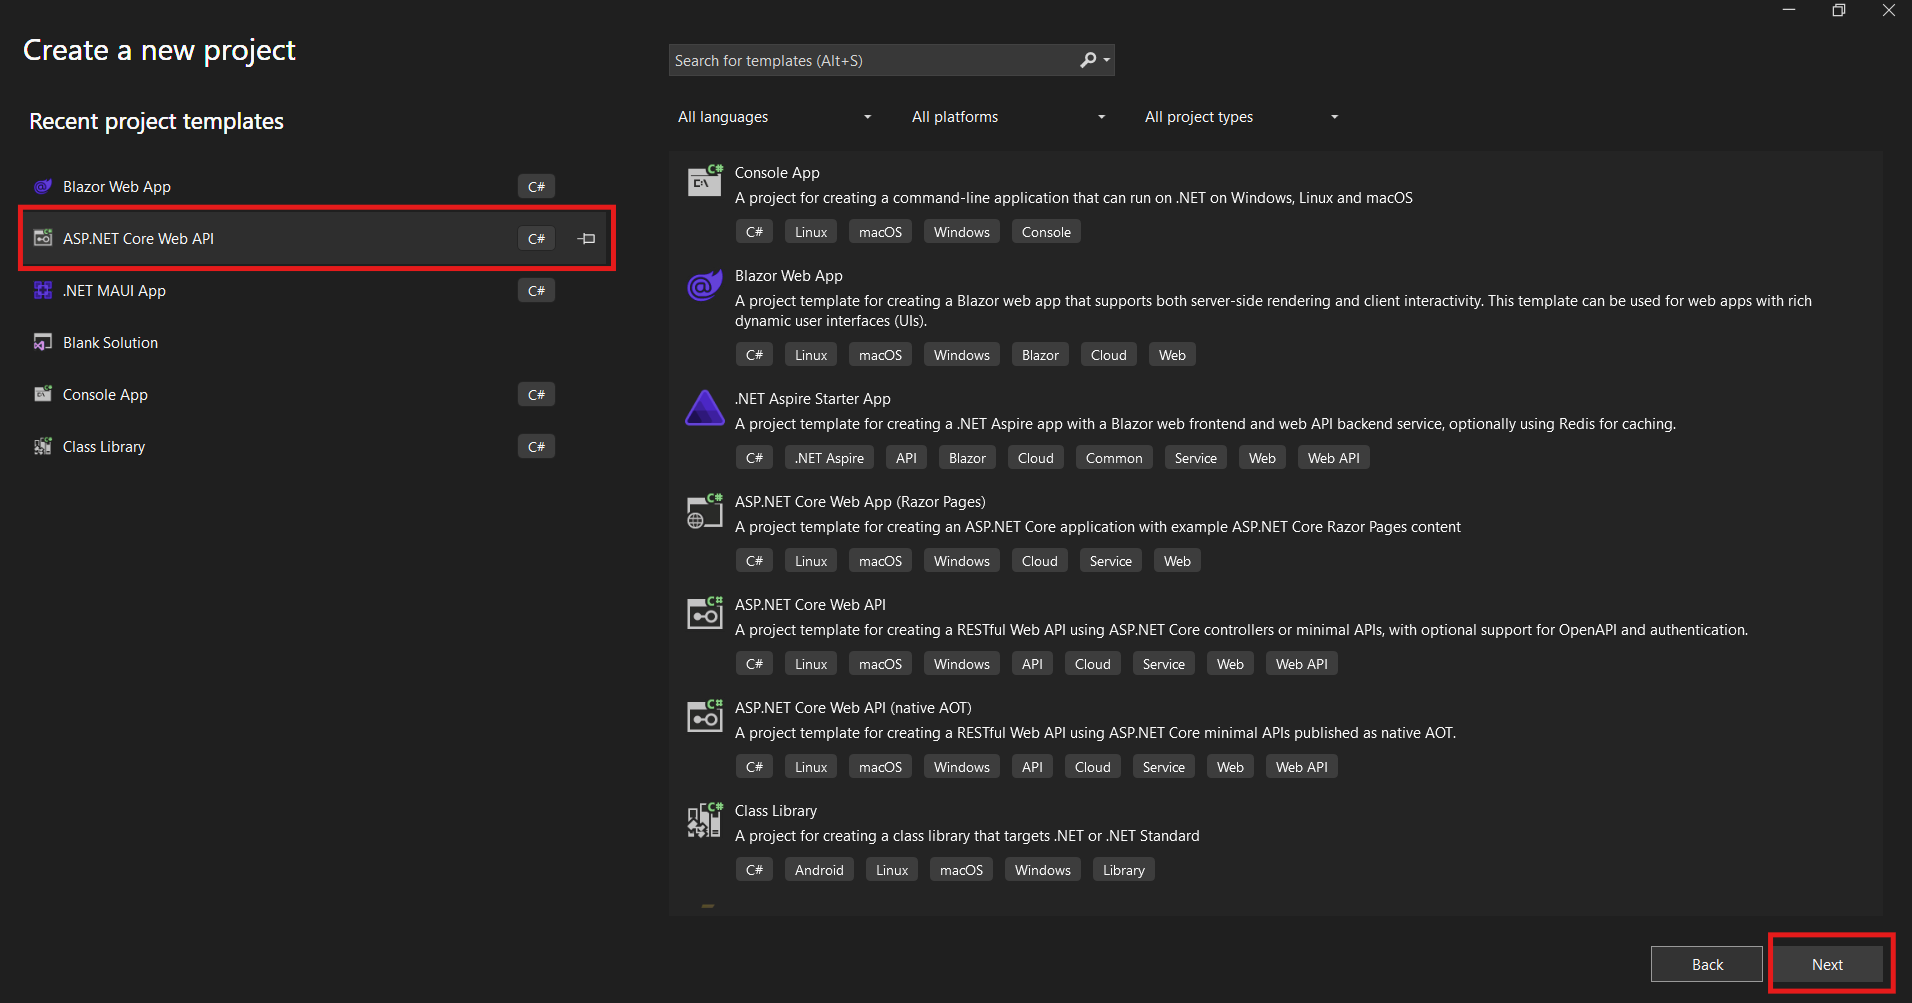 Create a new project
Recent project templates
Blazor Web App C#
ASP.NET Core Web API C#
.NET MAUI App C#
Blank Solution
Console App C#
Class Library C#
Search for templates (Alt+S)
All languages All platforms All project types
C#
Console App
A project for creating a command-line application that can run on .NET on Windows, Linux and macOS
C# Linux macOS Windows Console
Blazor Web App
A project template for creating a Blazor web app that supports both server-side rendering and client interactivity. This template can be used for web apps with rich
dynamic user interfaces (UIs).
C# Linux macOS Windows Blazor Cloud Web
.NET Aspire Starter App
A project template for creating a .NET Aspire app with a Blazor web frontend and web API backend service, optionally using Redis for caching.
C# .NET Aspire API Blazor Cloud Common Service Web Web API
C#
ASP.NET Core Web App (Razor Pages)
A project template for creating an ASP.NET Core application with example ASP.NET Core Razor Pages content
C# Linux macOS Windows Cloud Service Web
C#
ASP.NET Core Web API
A project template for creating a RESTful Web API using ASP.NET Core controllers or minimal APIs, with optional support for OpenAPI and authentication.
C# Linux macOS Windows API Cloud Service Web Web API
C#
ASP.NET Core Web API (native AOT)
A project template for creating a RESTful Web API using ASP.NET Core minimal APIs published as native AOT.
C# Linux macOS Windows API Cloud Service Web Web API
C#
Class Library
A project for creating a class library that targets .NET or .NET Standard
C# Android Linux macOS Windows Library
Back Next